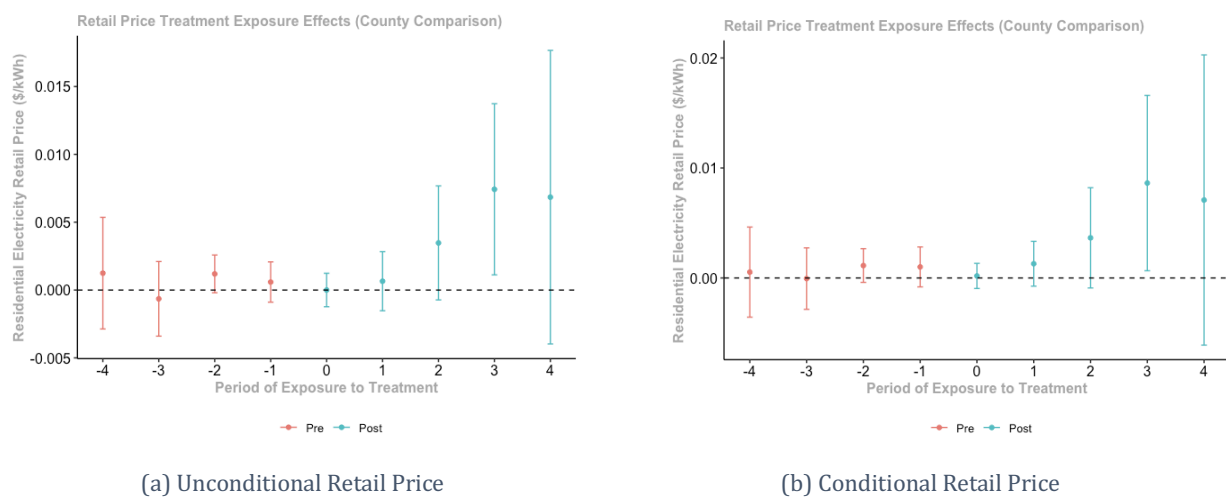 Retail Price Treatment Exposure Effects (County Comparison)
Residential Electricity Retail Price ($/kWh)
0.015
0.010
0.005
0.000
-0.005
-4 -3 -2 -1 0 1 2 3 4
Period of Exposure to Treatment
Pre Post
(a) Unconditional Retail Price
Retail Price Treatment Exposure Effects (County Comparison)
Residential Electricity Retail Price ($/kWh)
0.02
0.01
0.00
-4 -3 -2 -1 0 1 2 3 4
Period of Exposure to Treatment
Pre Post
(b) Conditional Retail Price